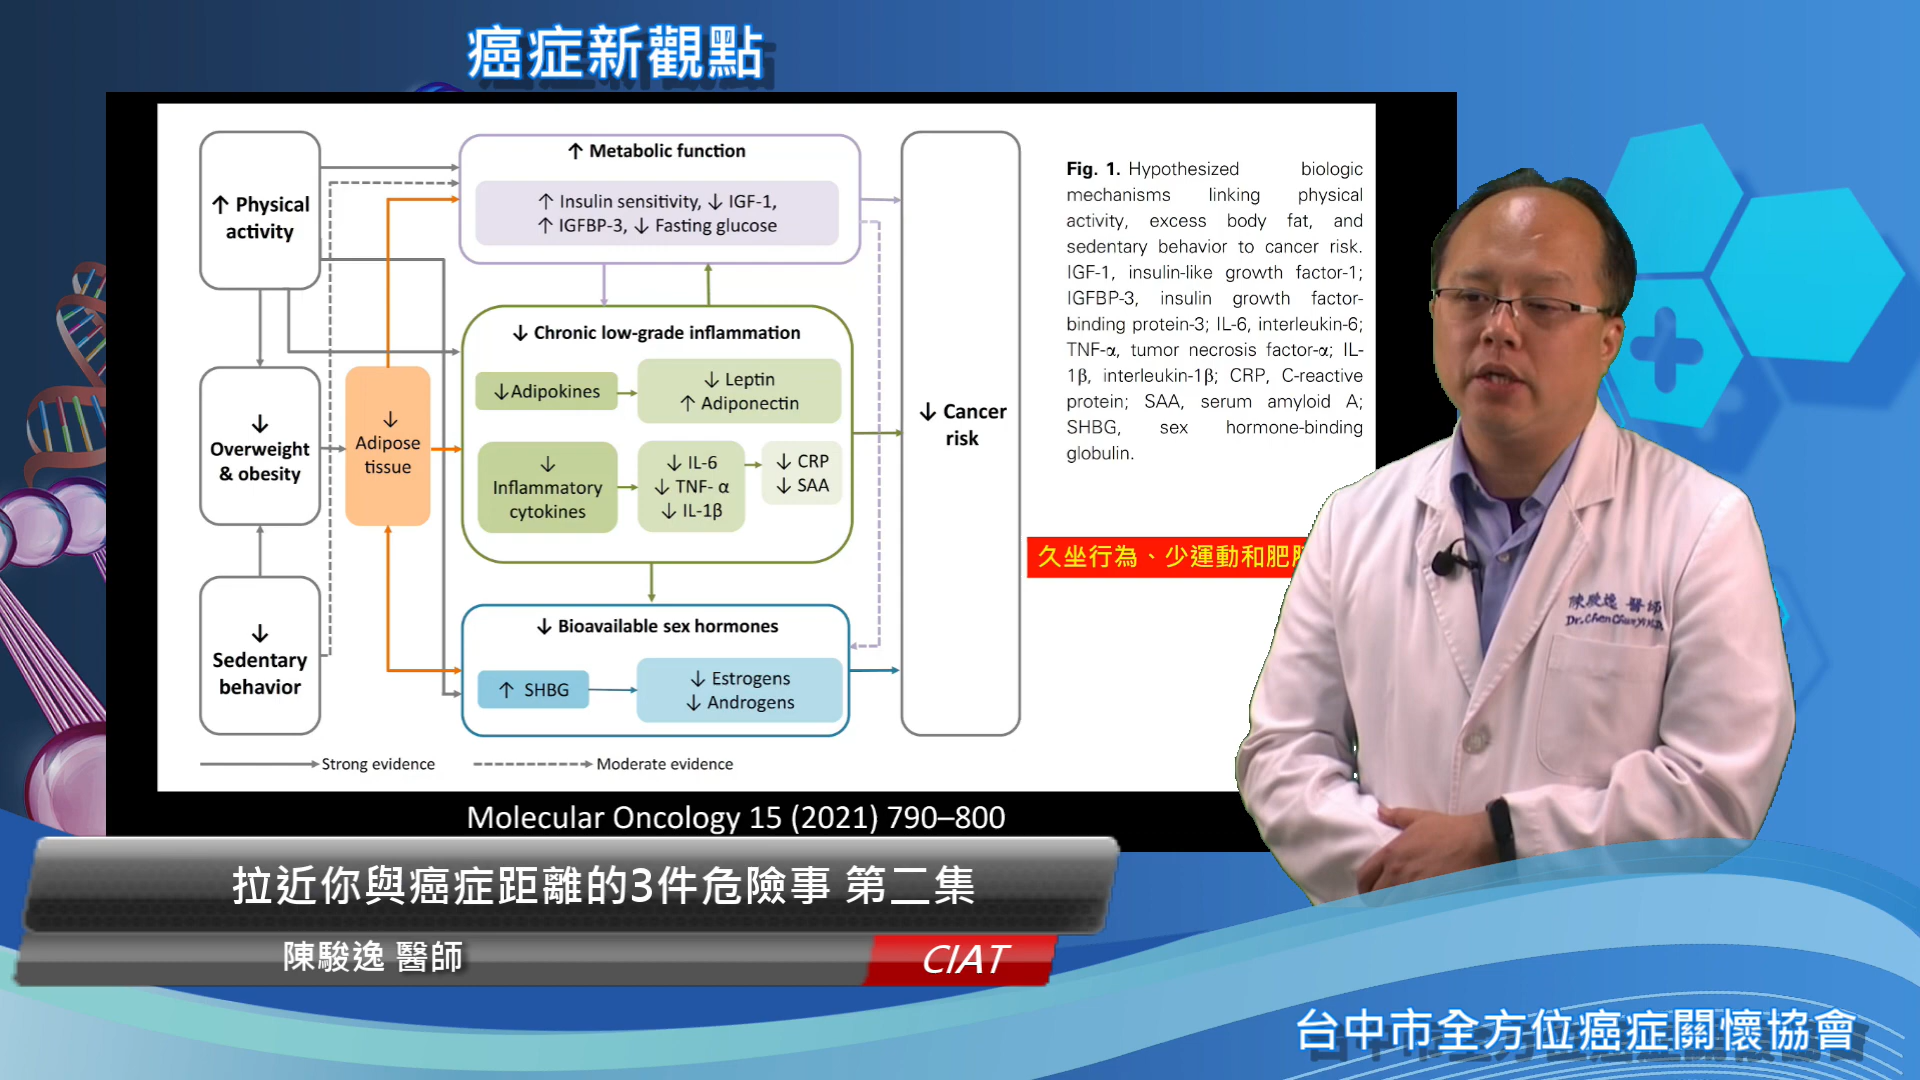 癌症新觀點
↑ Physical
activity
↓
Overweight
& obesity
↓
Sedentary
behavior
↓
Adipose
tissue
↑ Metabolic function
↑ Insulin sensitivity, ↓ IGF-1,
↑ IGFBP-3, ↓ Fasting glucose
↓ Chronic low-grade inflammation
↓Adipokines
↓ Leptin
↑ Adiponectin
↓
Inflammatory
cytokines
↓ IL-6
↓ TNF- α
↓ IL-1β
↓ CRP
↓ SAA
↓ Bioavailable sex hormones
↑ SHBG
↓ Estrogens
↓ Androgens
↓ Cancer
risk
Strong evidence
Moderate evidence
Fig. 1. Hypothesized biologic
mechanisms linking physical
activity, excess body fat, and
sedentary behavior to cancer risk.
IGF-1, insulin-like growth factor-1;
IGFBP-3, insulin growth factor-
binding protein-3; IL-6, interleukin-6;
TNF-α, tumor necrosis factor-α; IL-
1β, interleukin-1β; CRP, C-reactive
protein; SAA, serum amyloid A;
SHBG, sex hormone-binding
globulin.
久坐行為、少運動和肥
陳駿逸 醫師
Molecular Oncology 15 (2021) 790–800
拉近你與癌症距離的3件危險事 第二集
陳駿逸 醫師
CIAT
台中市全方位癌症關懷協會